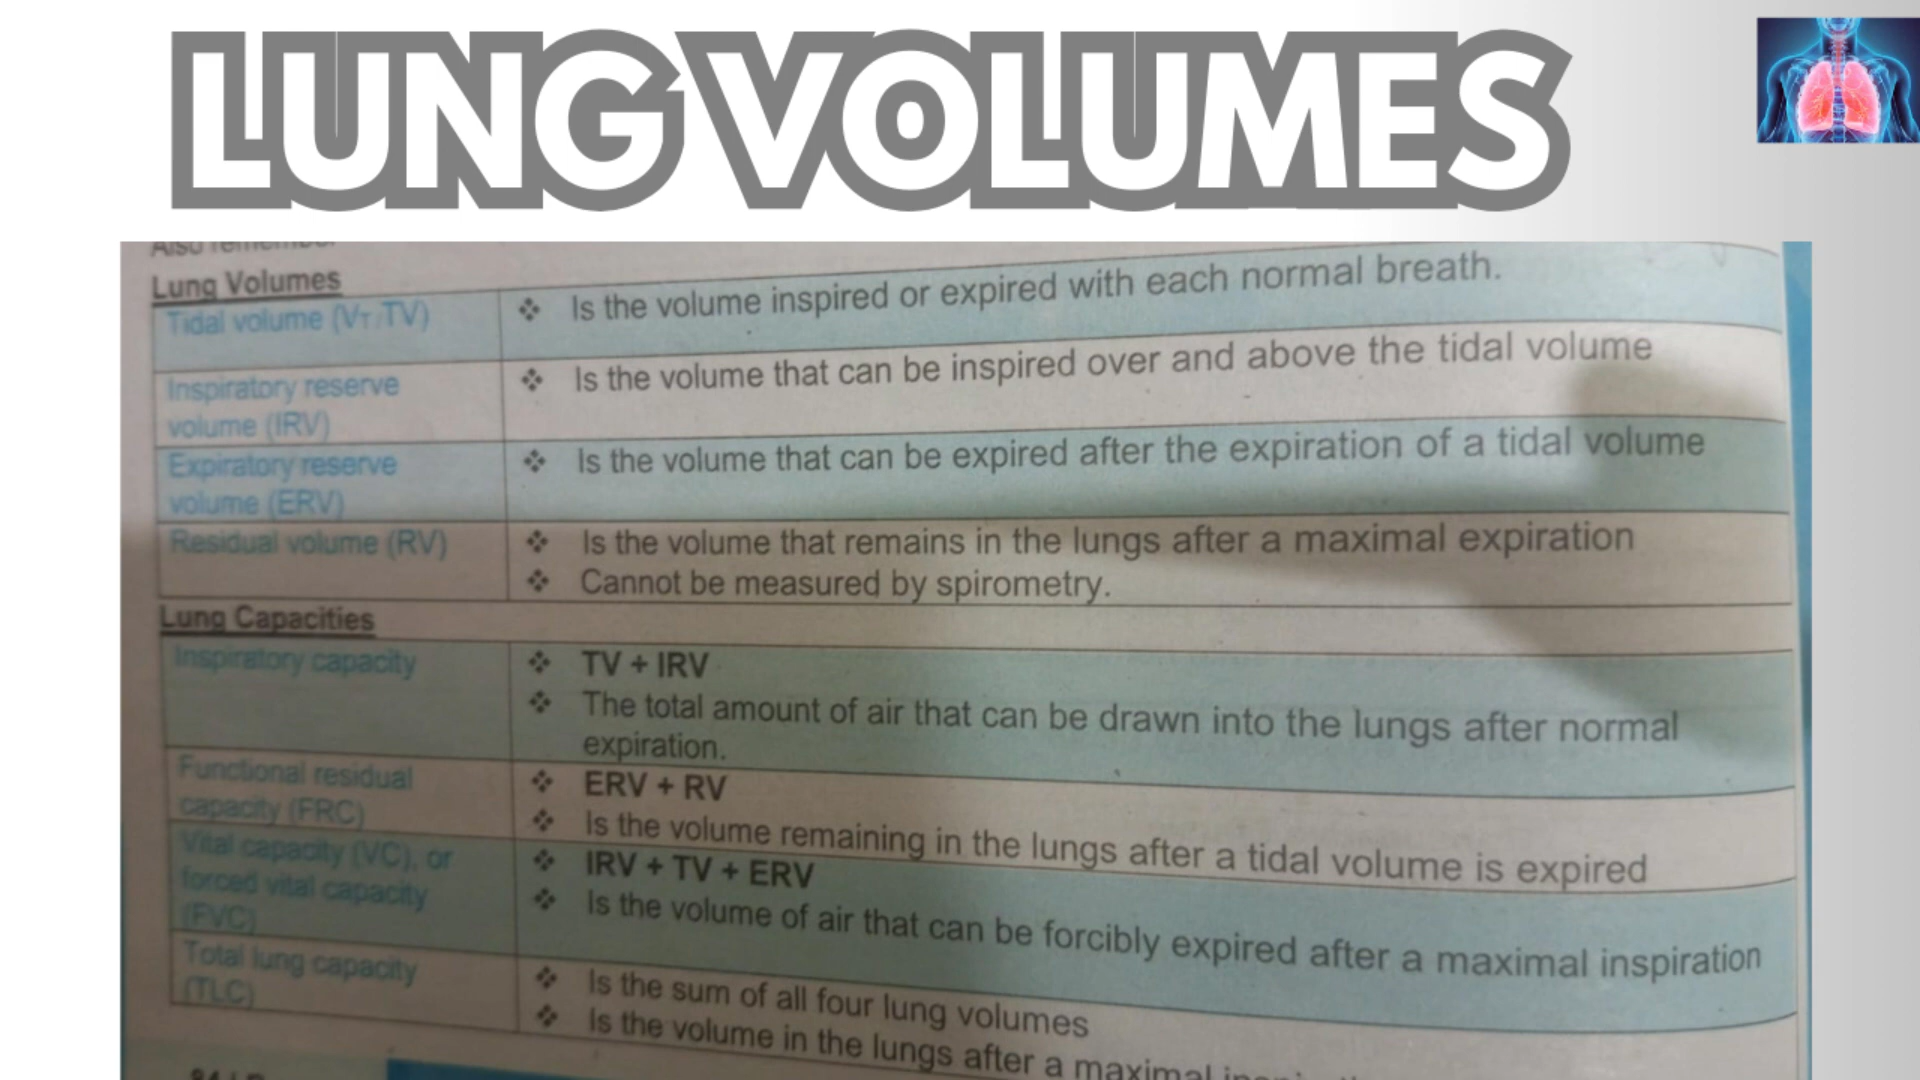 LUNG VOLUMES
Also remember
Lung Volumes
Tidal volume (VT/TV)
❖ Is the volume inspired or expired with each normal breath.
Inspiratory reserve
volume (IRV)
❖ Is the volume that can be inspired over and above the tidal volume
Expiratory reserve
volume (ERV)
❖ Is the volume that can be expired after the expiration of a tidal volume
Residual volume (RV)
❖ Is the volume that remains in the lungs after a maximal expiration
❖ Cannot be measured by spirometry.
Lung Capacities
Inspiratory capacity
❖ TV + IRV
❖ The total amount of air that can be drawn into the lungs after normal
expiration.
Functional residual
capacity (FRC)
❖ ERV + RV
❖ Is the volume remaining in the lungs after a tidal volume is expired
Vital capacity (VC), or
forced vital capacity
(FVC)
❖ IRV + TV + ERV
❖ Is the volume of air that can be forcibly expired after a maximal inspiration
Total lung capacity
(TLC)
❖ Is the sum of all four lung volumes
❖ Is the volume in the lungs after a maximal